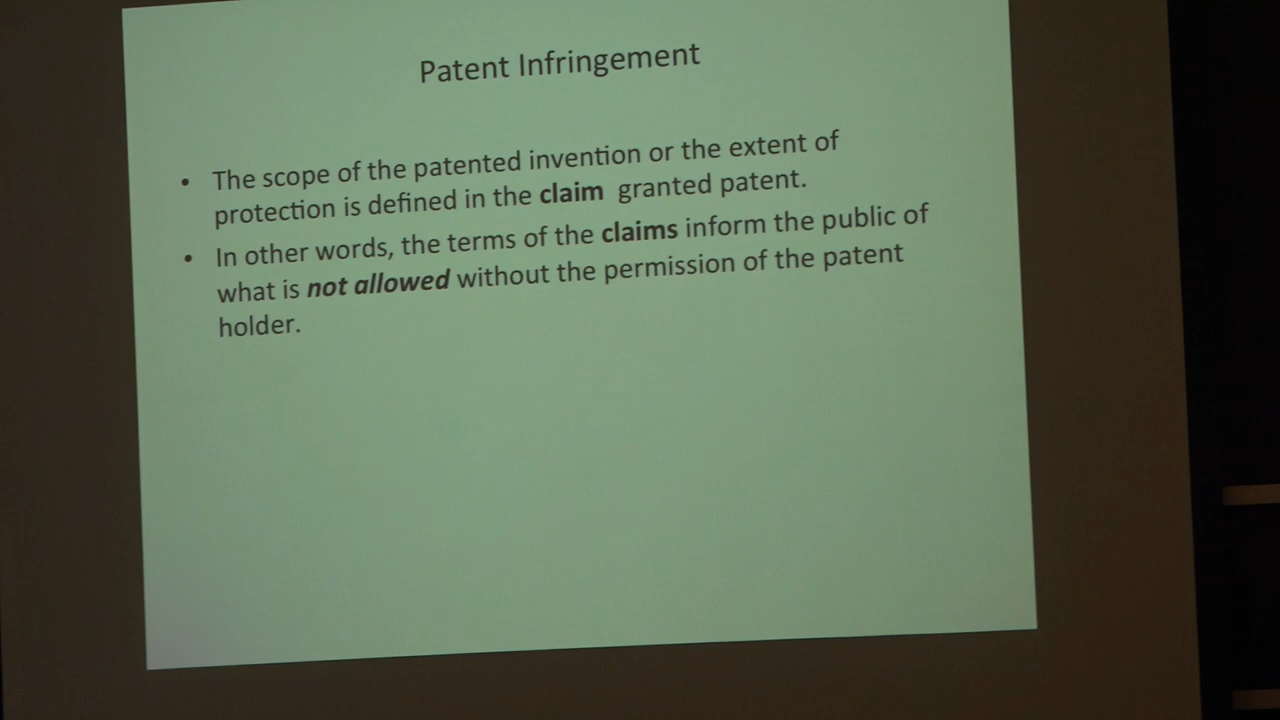 Patent Infringement
• The scope of the patented invention or the extent of
protection is defined in the claim granted patent.
• In other words, the terms of the claims inform the public of
what is not allowed without the permission of the patent
holder.